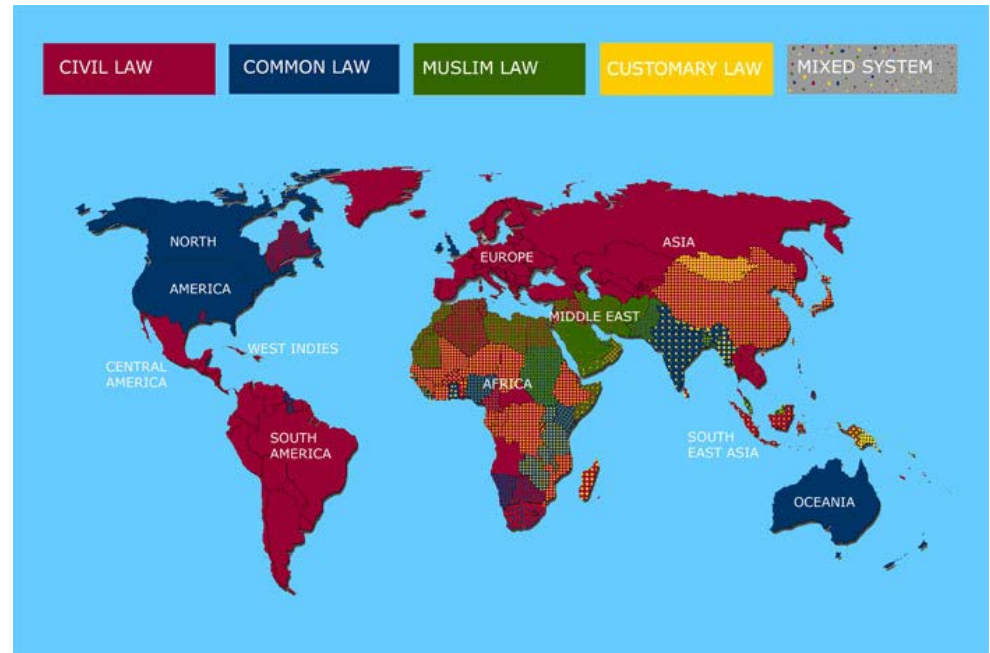 CIVIL LAW
COMMON LAW
MUSLIM LAW
CUSTOMARY LAW
MIXED SYSTEM
NORTH
AMERICA
EUROPE
ASIA
MIDDLE EAST
WEST INDIES
CENTRAL
AMERICA
AFRICA
SOUTH
AMERICA
SOUTH
EAST ASIA
OCEANIA